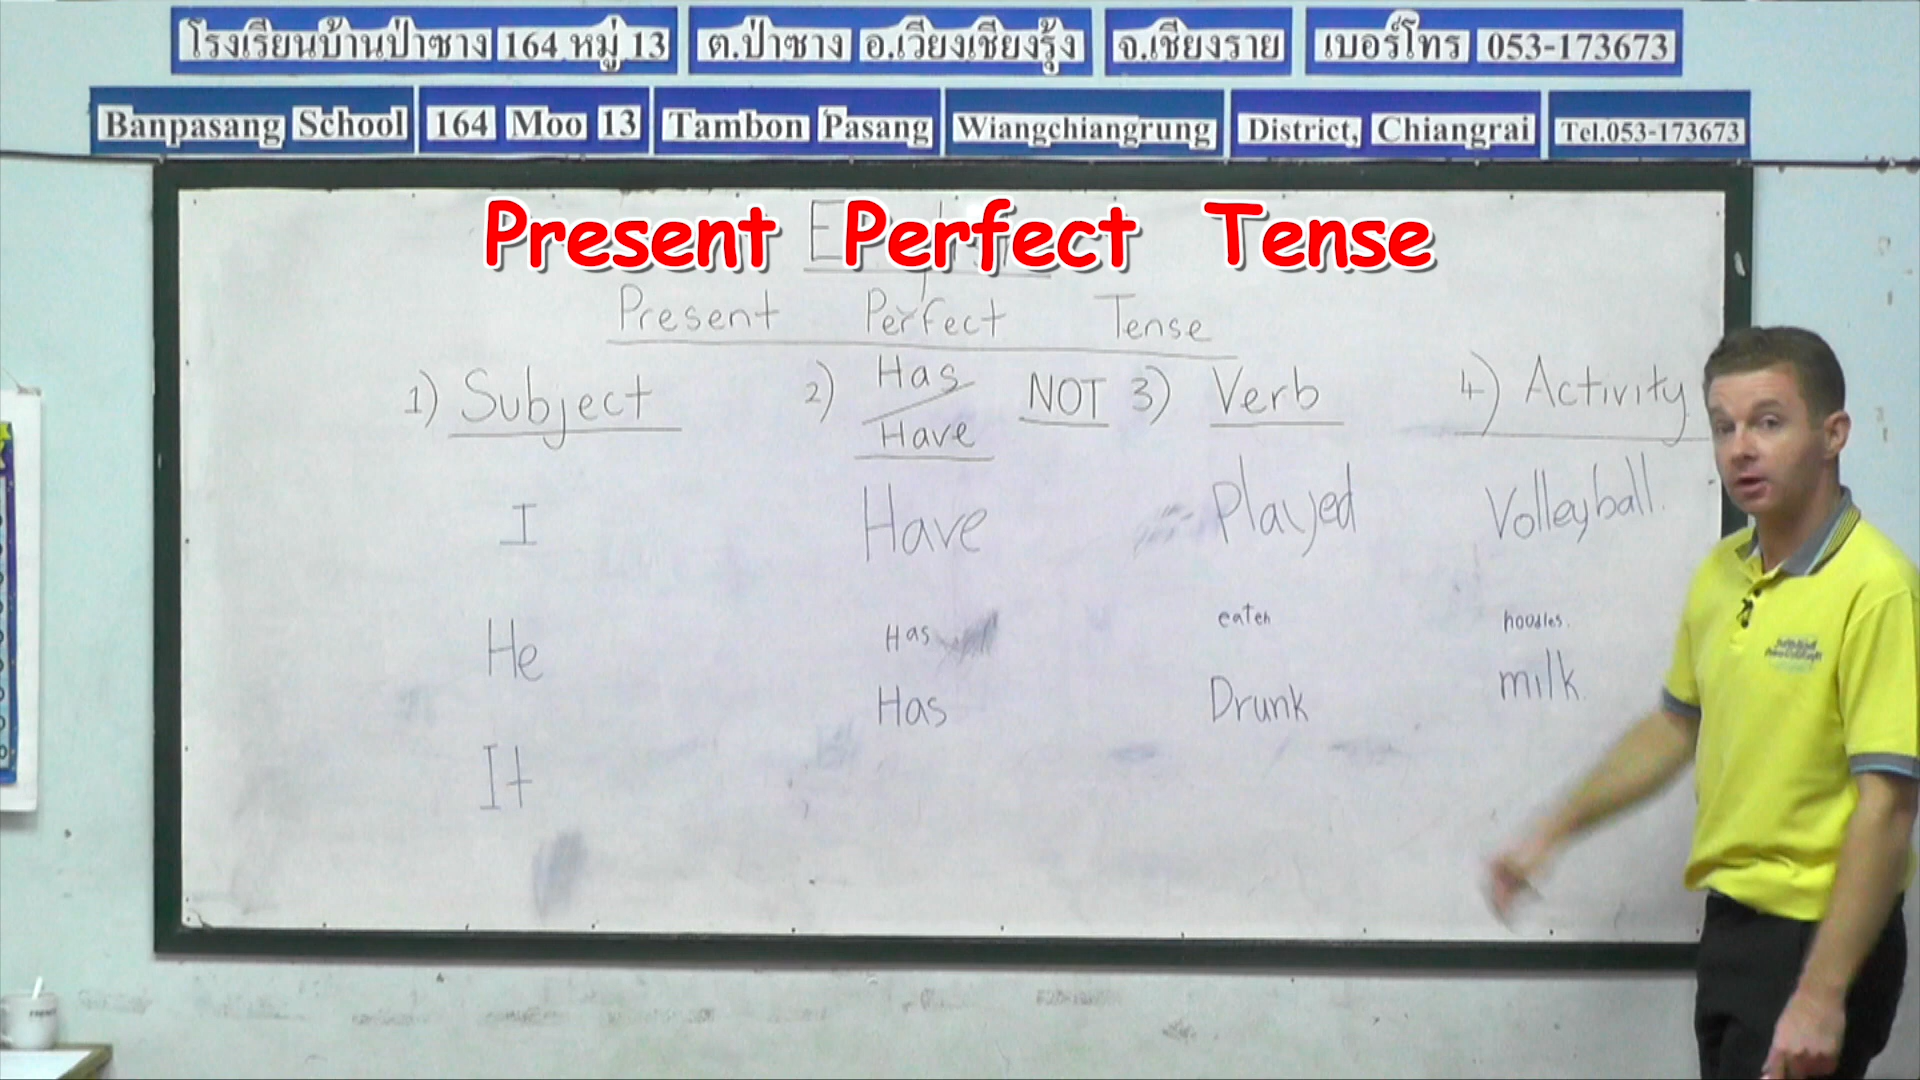 โรงเรียนบ้านป่าซาง 164 หมู่ 13 ต.ป่าซาง อ.เวียงเชียงรุ้ง จ.เชียงราย เบอร์โทร 053-173673
Banpasang School 164 Moo 13 Tambon Pasang Wiangchiangrung District, Chiangrai Tel.053-173673
Present Perfect Tense
Present Perfect Tense
1) Subject 2) Has / Have NOT 3) Verb 4) Activity
I Have Played Volleyball.
He Has eaten noodles.
It Has Drunk milk.